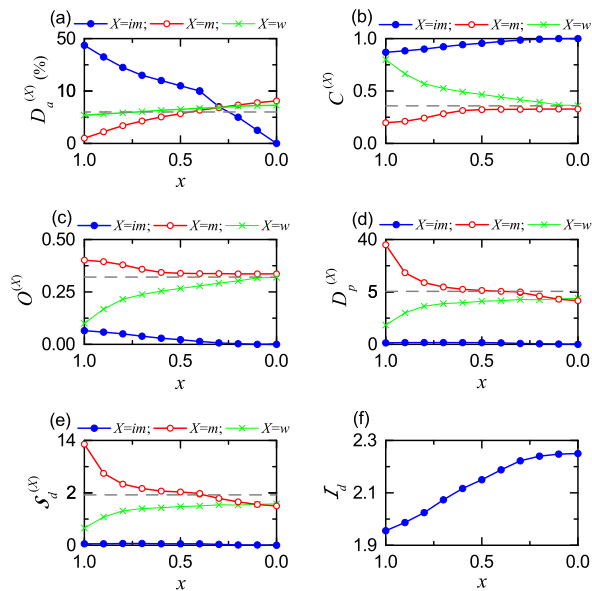 (a) X=im; X=m; X=w
50
10
0
1.0 0.5 0.0
D_a^(X) (%)
x
(b) X=im; X=m; X=w
1.0
0.5
0.0
1.0 0.5 0.0
C^(X)
x
(c) X=im; X=m; X=w
0.50
0.25
0.00
1.0 0.5 0.0
O^(X)
x
(d) X=im; X=m; X=w
40
5
0
1.0 0.5 0.0
D_p^(X)
x
(e) X=im; X=m; X=w
14
2
0
1.0 0.5 0.0
S_d^(X)
x
(f)
2.3
2.1
1.9
1.0 0.5 0.0
I_d
x